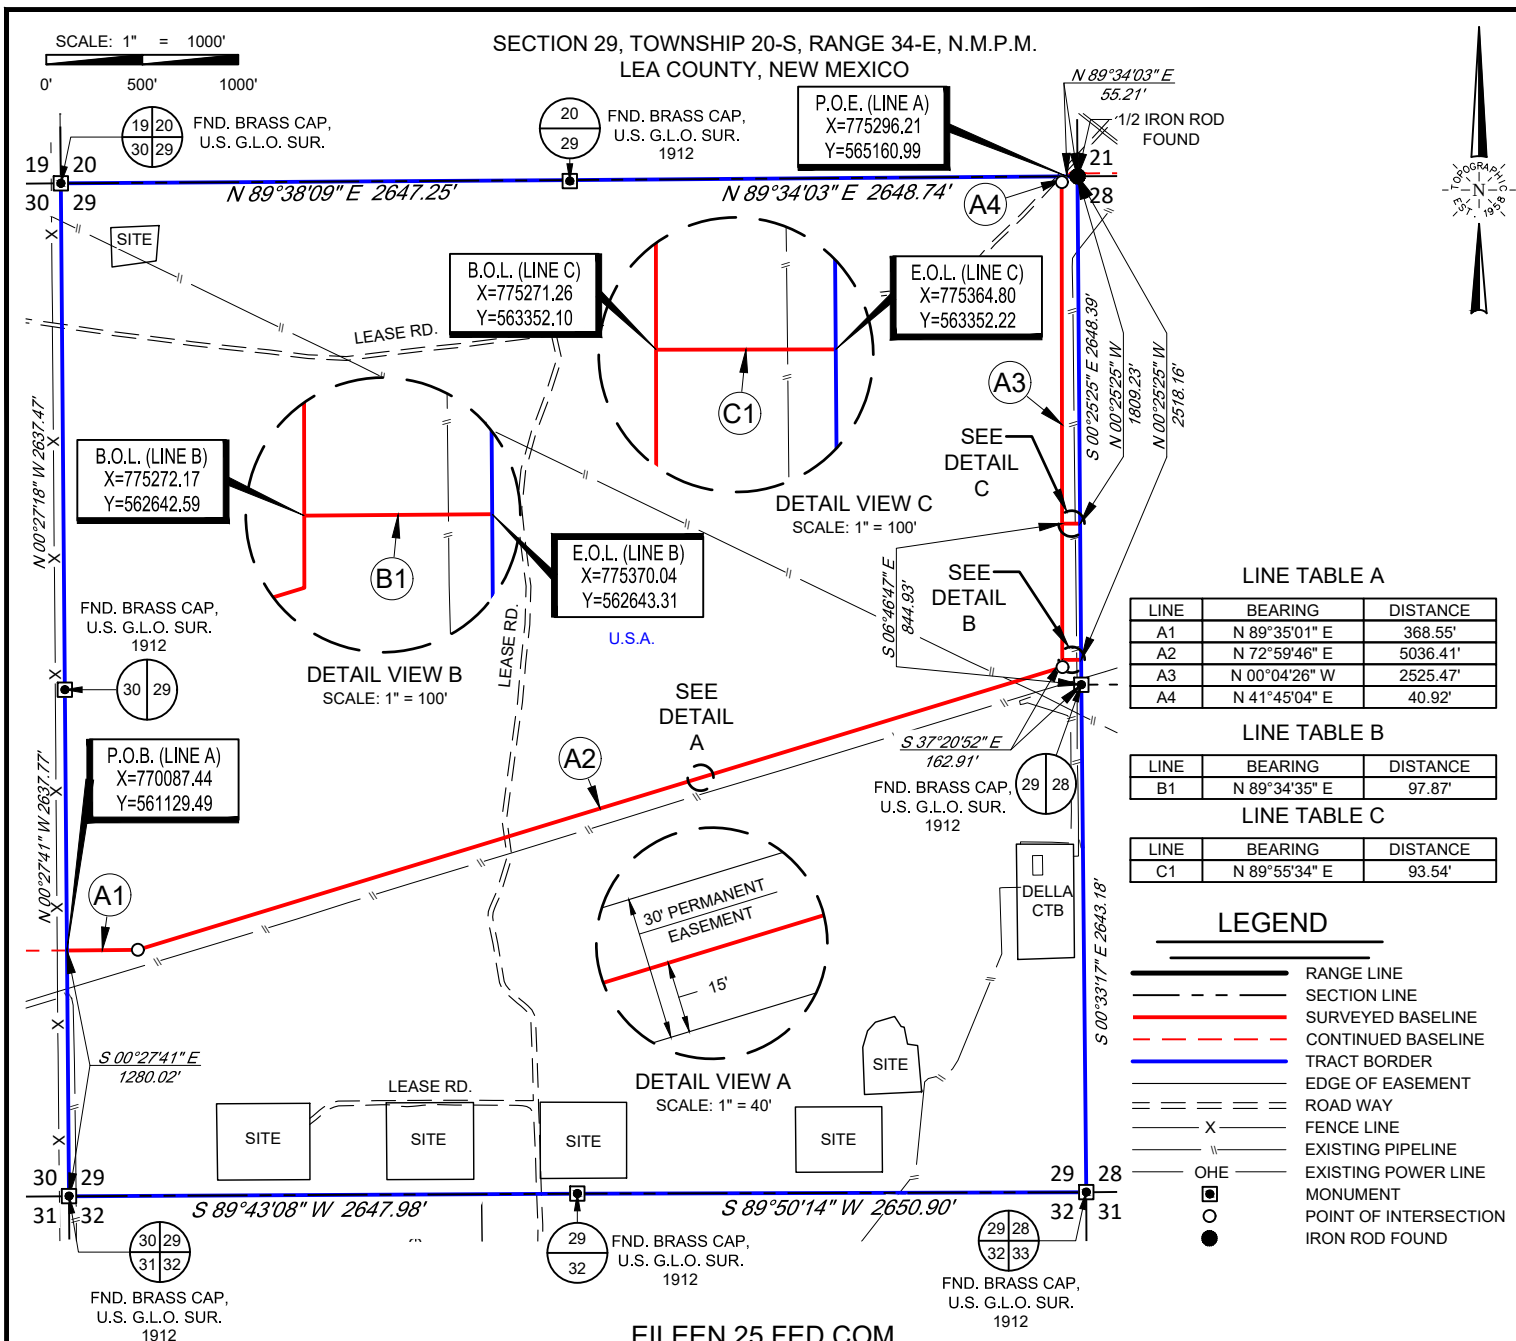 SCALE: 1" = 1000'
0' 500' 1000'
SECTION 29, TOWNSHIP 20-S, RANGE 34-E, N.M.P.M.
LEA COUNTY, NEW MEXICO
19 20
30 29
FND. BRASS CAP,
U.S. G.L.O. SUR.
20
29
FND. BRASS CAP,
U.S. G.L.O. SUR.
1912
P.O.E. (LINE A)
X=775296.21
Y=565160.99
N 89°34'03" E
55.21'
1/2 IRON ROD
FOUND
TOPOGRAPHIC
N
EST. 1958
19 20
30 29
21
28
N 89°38'09" E 2647.25'
N 89°34'03" E 2648.74'
A4
SITE
B.O.L. (LINE C)
X=775271.26
Y=563352.10
E.O.L. (LINE C)
X=775364.80
Y=563352.22
LEASE RD.
C1
A3
S 00°25'25" E 2648.39'
N 00°25'25" W
1809.23'
N 00°25'25" W
2518.16'
N 00°27'18" W 2637.47'
B.O.L. (LINE B)
X=775272.17
Y=562642.59
SEE
DETAIL
C
DETAIL VIEW C
SCALE: 1" = 100'
E.O.L. (LINE B)
X=775370.04
Y=562643.31
B1
U.S.A.
SEE
DETAIL
B
S 06°46'47" E
844.93'
FND. BRASS CAP,
U.S. G.L.O. SUR.
1912
30 29
DETAIL VIEW B
SCALE: 1" = 100'
LEASE RD.
SEE
DETAIL
A
LINE TABLE A
LINE BEARING DISTANCE
A1 N 89°35'01" E 368.55'
A2 N 72°59'46" E 5036.41'
A3 N 00°04'26" W 2525.47'
A4 N 41°45'04" E 40.92'
LINE TABLE B
LINE BEARING DISTANCE
B1 N 89°34'35" E 97.87'
LINE TABLE C
LINE BEARING DISTANCE
C1 N 89°55'34" E 93.54'
P.O.B. (LINE A)
X=770087.44
Y=561129.49
A2
S 37°20'52" E
162.91'
FND. BRASS CAP,
U.S. G.L.O. SUR.
1912
29 28
N 00°27'41" W 2637.77'
A1
30' PERMANENT
EASEMENT
15'
DELLA
CTB
S 00°33'17" E 2643.18'
LEGEND
RANGE LINE
SECTION LINE
SURVEYED BASELINE
CONTINUED BASELINE
TRACT BORDER
EDGE OF EASEMENT
ROAD WAY
X FENCE LINE
EXISTING PIPELINE
OHE EXISTING POWER LINE
MONUMENT
POINT OF INTERSECTION
IRON ROD FOUND
S 00°27'41" E
1280.02'
LEASE RD.
DETAIL VIEW A
SCALE: 1" = 40'
SITE
SITE
SITE
SITE
SITE
30 29
31 32
29 28
32 31
S 89°43'08" W 2647.98'
S 89°50'14" W 2650.90'
30 29
31 32
FND. BRASS CAP,
U.S. G.L.O. SUR.
1912
29
32
FND. BRASS CAP,
U.S. G.L.O. SUR.
1912
29 28
32 33
FND. BRASS CAP,
U.S. G.L.O. SUR.
1912
EILEEN 25 FED COM